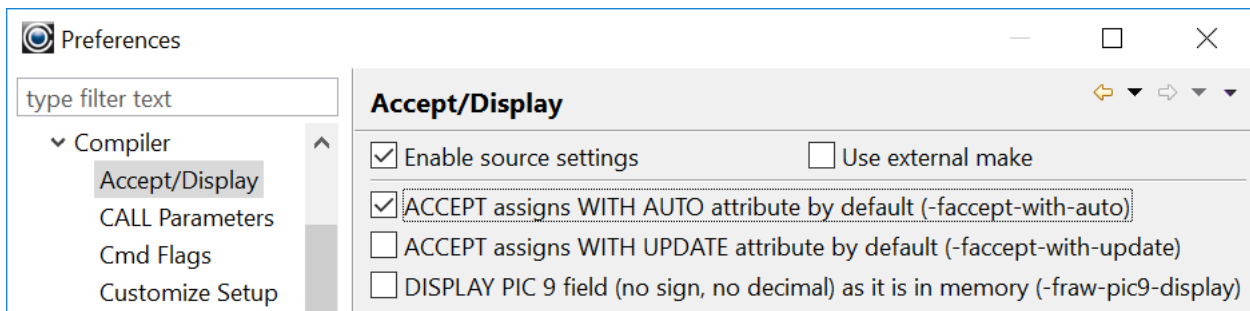 Preferences
type filter text
Compiler
Accept/Display
CALL Parameters
Cmd Flags
Customize Setup
Accept/Display
Enable source settings
Use external make
ACCEPT assigns WITH AUTO attribute by default (-faccept-with-auto)
ACCEPT assigns WITH UPDATE attribute by default (-faccept-with-update)
DISPLAY PIC 9 field (no sign, no decimal) as it is in memory (-fraw-pic9-display)